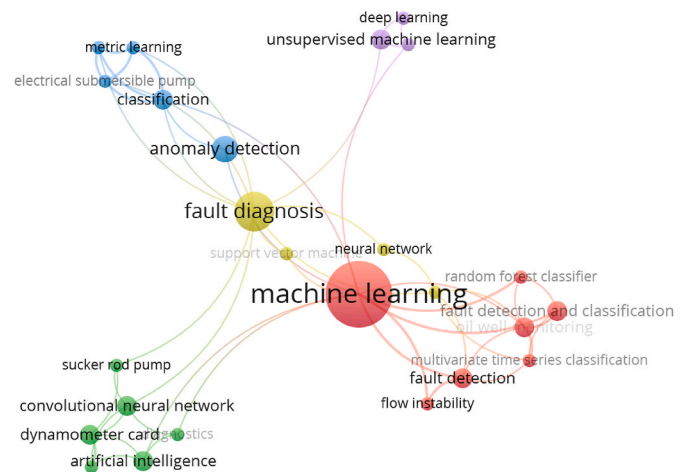 deep learning
unsupervised machine learning
metric learning
electrical submersible pump
classification
anomaly detection
fault diagnosis
neural network
support vector machine
random forest classifier
machine learning
fault detection and classification
oil well monitoring
multivariate time series classification
sucker rod pump
fault detection
flow instability
convolutional neural network
dynamometer card
diagnostics
artificial intelligence